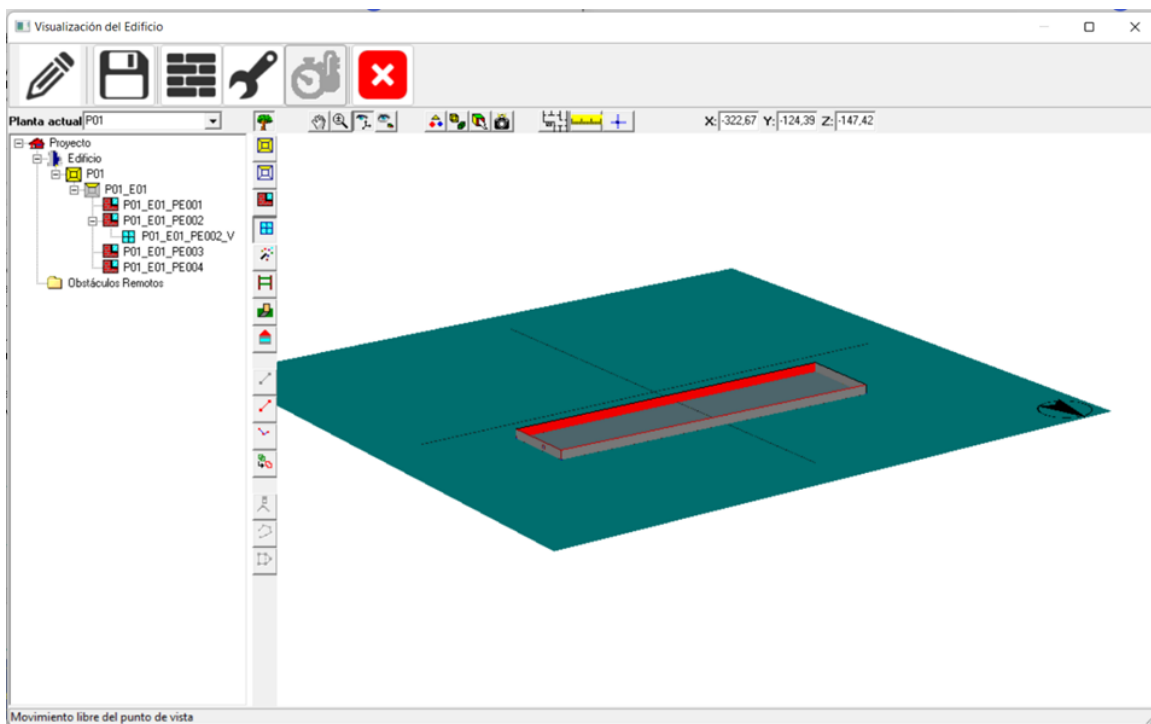 Visualización del Edificio
Planta actual P01 X: -322,67 Y: -124,39 Z: -147,42
Proyecto
Edificio
P01
P01_E01
P01_E01_PE001
P01_E01_PE002
P01_E01_PE002_V
P01_E01_PE003
P01_E01_PE004
Obstáculos Remotos
Movimiento libre del punto de vista